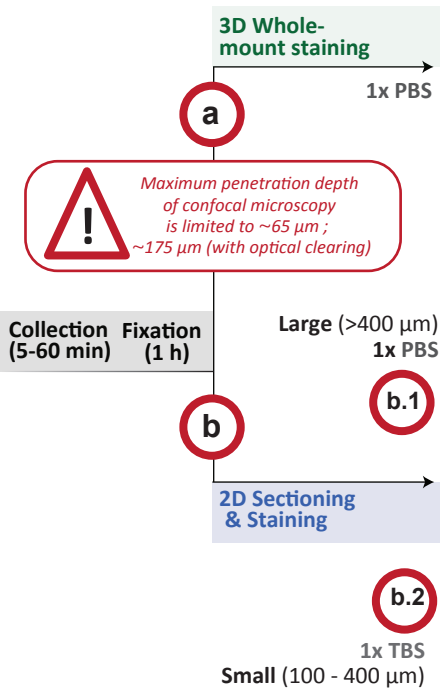 3D Whole-
mount staining
1x PBS
a
!
Maximum penetration depth
of confocal microscopy
is limited to ~65 µm ;
~175 µm (with optical clearing)
Collection Fixation
(5-60 min) (1 h)
Large (>400 µm)
1x PBS
b.1
b
2D Sectioning
& Staining
b.2
1x TBS
Small (100 - 400 µm)